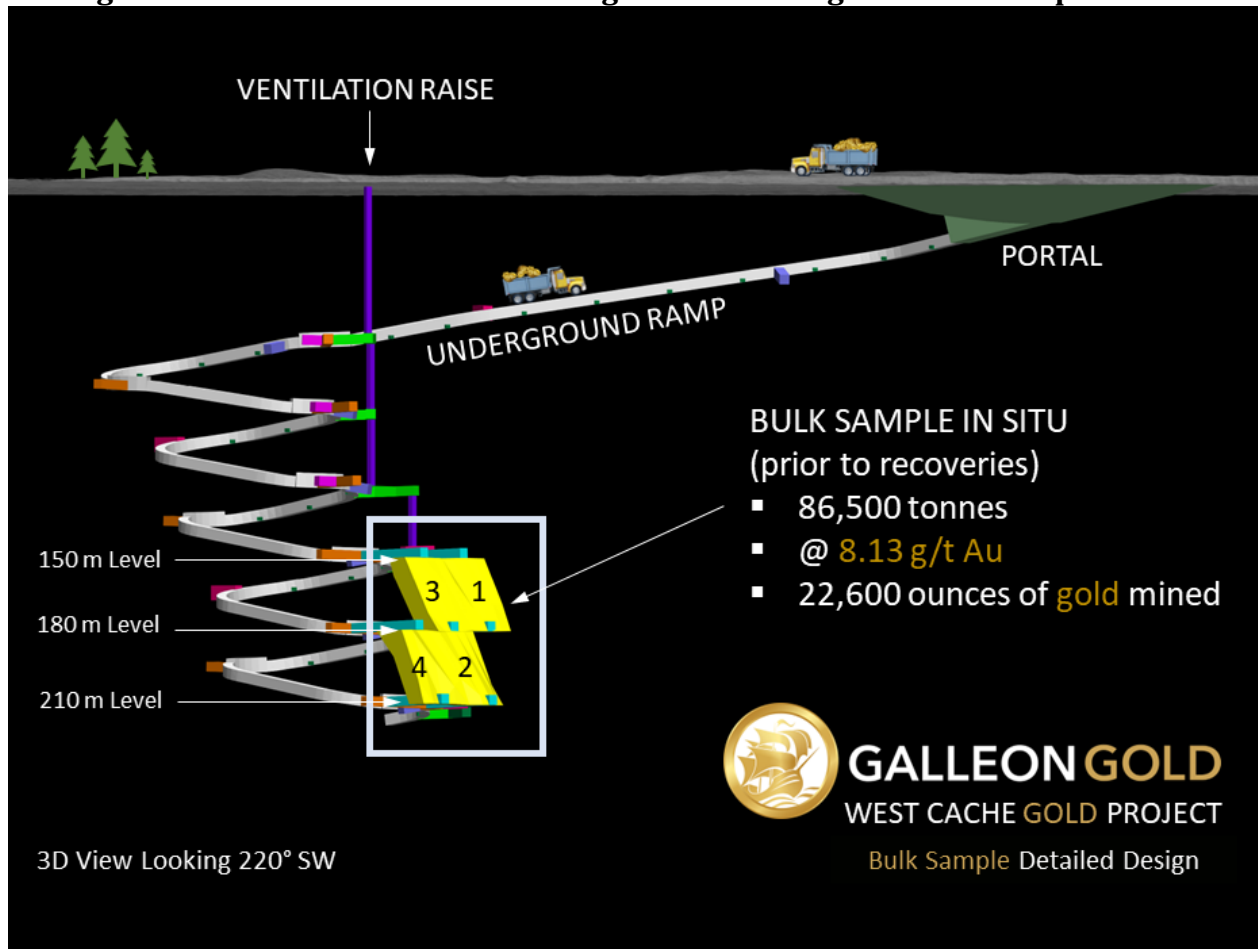 VENTILATION RAISE
PORTAL
UNDERGROUND RAMP
BULK SAMPLE IN SITU
(prior to recoveries)
▪ 86,500 tonnes
▪ @ 8.13 g/t Au
▪ 22,600 ounces of gold mined
150 m Level
180 m Level
210 m Level
3 1
4 2
GALLEON GOLD
WEST CACHE GOLD PROJECT
Bulk Sample Detailed Design
3D View Looking 220° SW